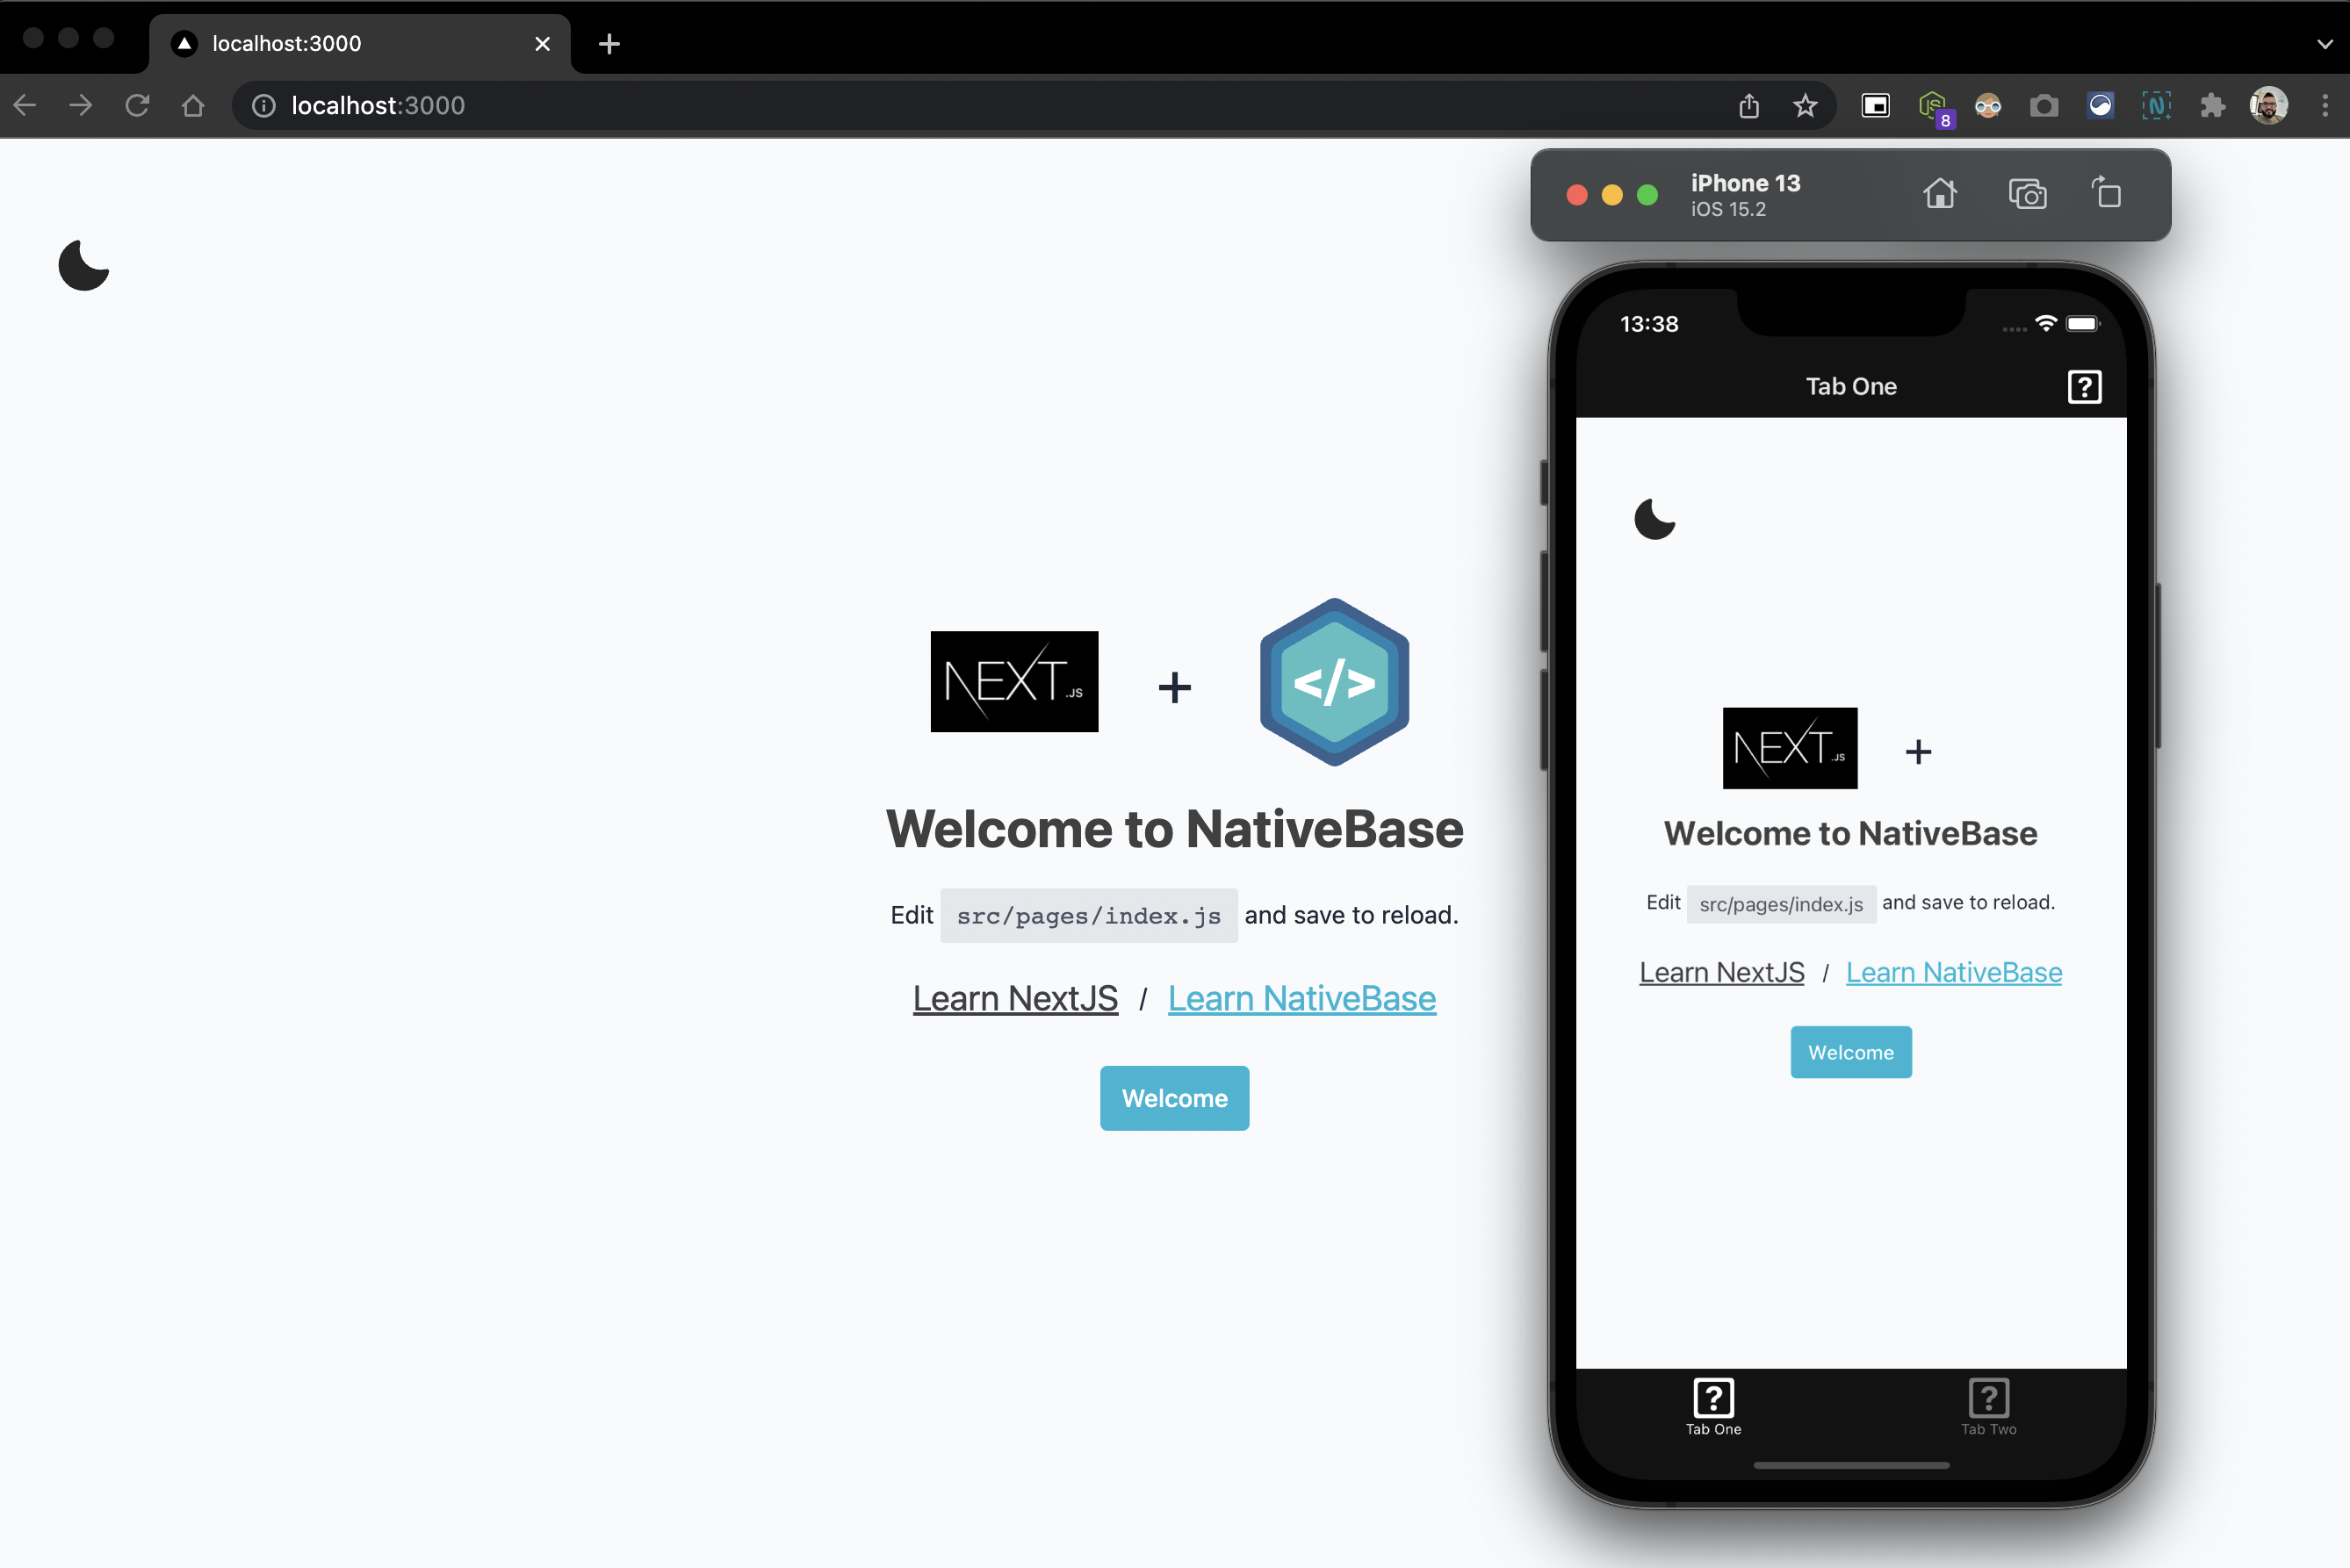 localhost:3000
localhost:3000
JS
8
N
NEXT.JS
+
</>
Welcome to NativeBase
Edit src/pages/index.js and save to reload.
Learn NextJS / Learn NativeBase
Welcome
iPhone 13
iOS 15.2
13:38
Tab One
?
NEXT.JS
+
Welcome to NativeBase
Edit src/pages/index.js and save to reload.
Learn NextJS / Learn NativeBase
Welcome
? ?
Tab One Tab Two